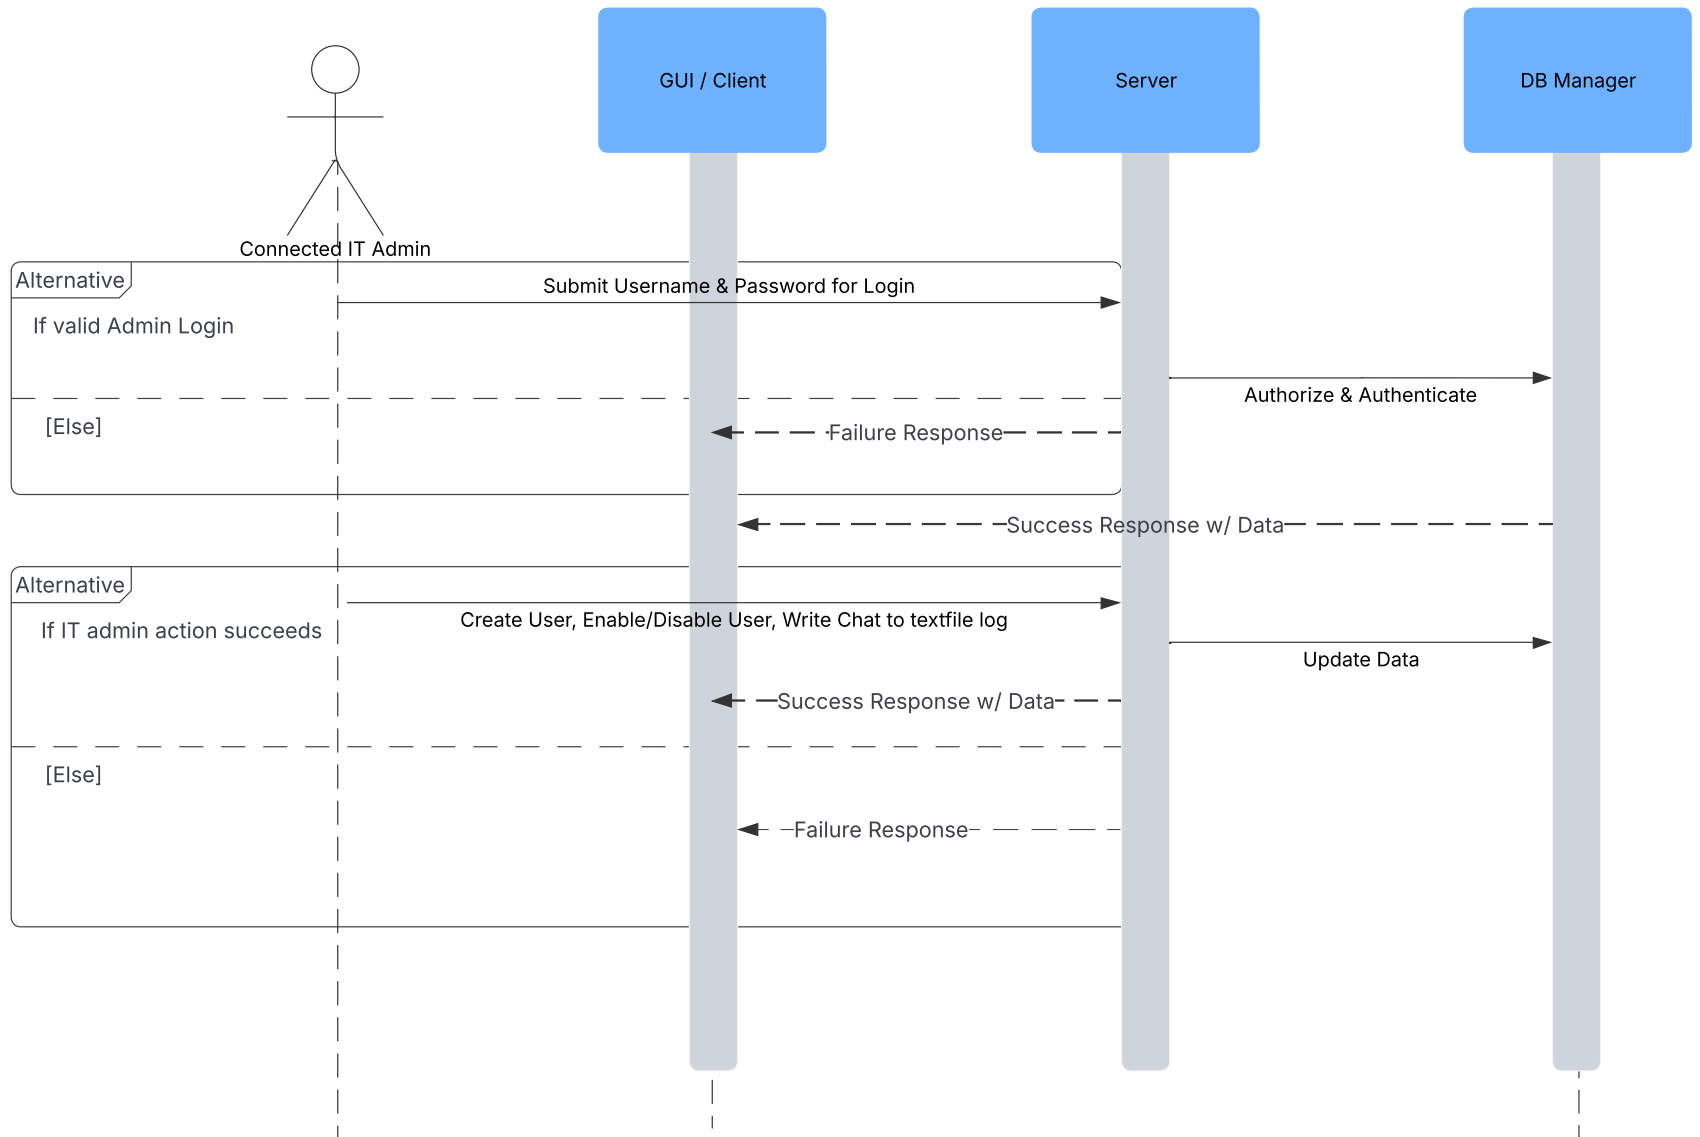 GUI / Client
Server
DB Manager
Connected IT Admin
Alternative
Submit Username & Password for Login
If valid Admin Login
Authorize & Authenticate
[Else]
Failure Response
Success Response w/ Data
Alternative
Create User, Enable/Disable User, Write Chat to textfile log
If IT admin action succeeds
Update Data
Success Response w/ Data
[Else]
Failure Response